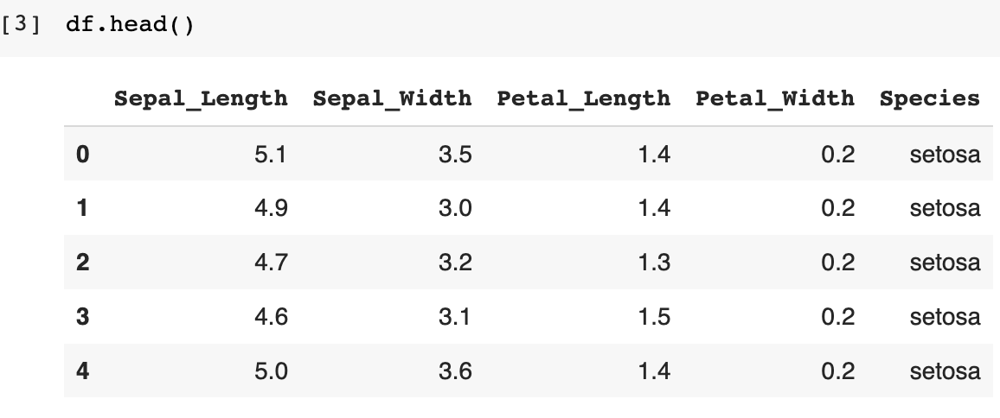 [3] df.head()
Sepal_Length Sepal_Width Petal_Length Petal_Width Species
0 5.1 3.5 1.4 0.2 setosa
1 4.9 3.0 1.4 0.2 setosa
2 4.7 3.2 1.3 0.2 setosa
3 4.6 3.1 1.5 0.2 setosa
4 5.0 3.6 1.4 0.2 setosa